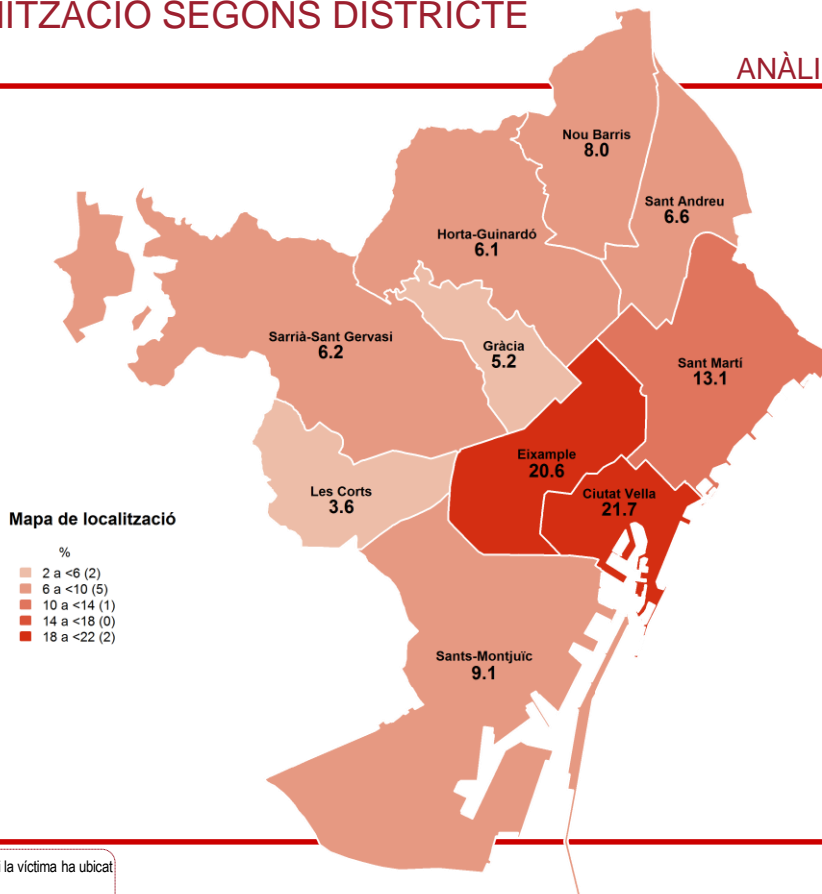 NITZACIÓ SEGONS DISTRICTE
ANÀLI
Nou Barris
8.0
Sant Andreu
6.6
Horta-Guinardó
6.1
Sarrià-Sant Gervasi
6.2
Gràcia
5.2
Sant Martí
13.1
Eixample
20.6
Ciutat Vella
21.7
Les Corts
3.6
Mapa de localització
%
2 a <6 (2)
6 a <10 (5)
10 a <14 (1)
14 a <18 (0)
18 a <22 (2)
Sants-Montjuïc
9.1
i la víctima ha ubicat